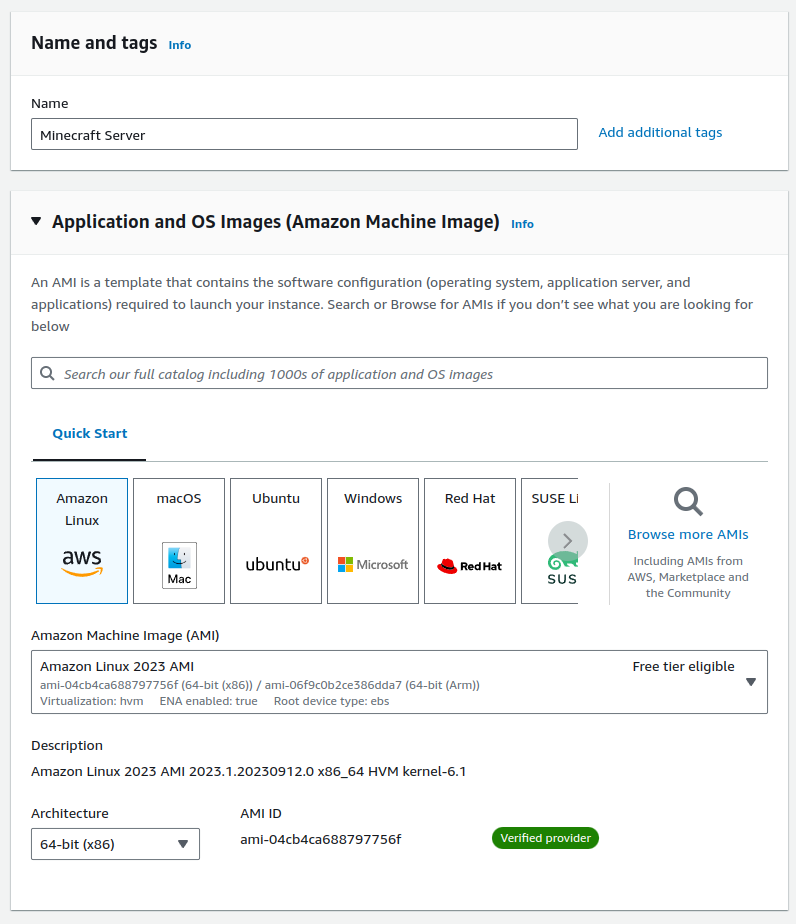 Name and tags Info
Name
Minecraft Server
Add additional tags
Application and OS Images (Amazon Machine Image) Info
An AMI is a template that contains the software configuration (operating system, application server, and
applications) required to launch your instance. Search or Browse for AMIs if you don't see what you are looking for
below
Search our full catalog including 1000s of application and OS images
Quick Start
Amazon
Linux
aws
macOS
Mac
Ubuntu
ubuntu
Windows
Microsoft
Red Hat
RedHat
SUSE Li
SUS
Browse more AMIs
Including AMIs from
AWS, Marketplace and
the Community
Amazon Machine Image (AMI)
Amazon Linux 2023 AMI
Free tier eligible
ami-04cb4ca688797756f (64-bit (x86)) / ami-06f9c0b2ce386dda7 (64-bit (Arm))
Virtualization: hvm ENA enabled: true Root device type: ebs
Description
Amazon Linux 2023 AMI 2023.1.20230912.0 x86_64 HVM kernel-6.1
Architecture
64-bit (x86)
AMI ID
ami-04cb4ca688797756f
Verified provider